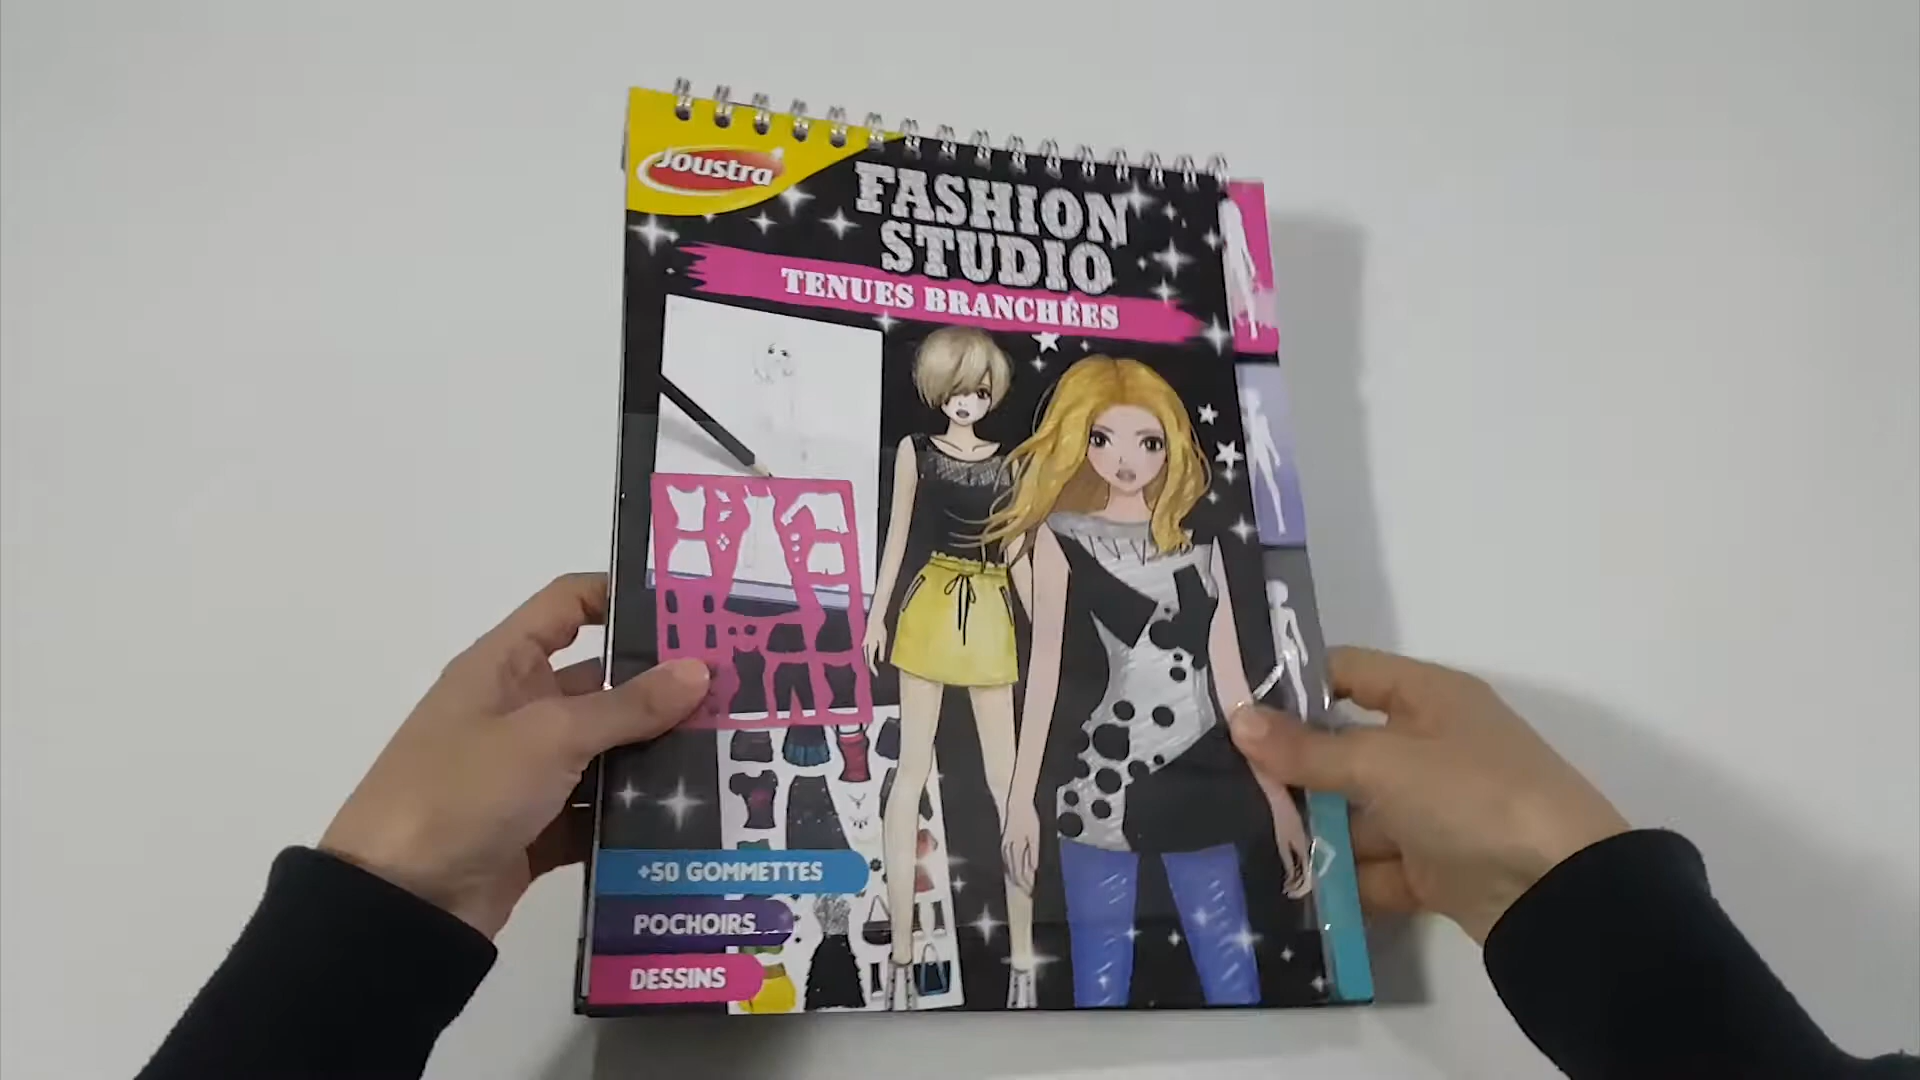 Joustra
FASHION
STUDIO
TENUES BRANCHÉES
+50 GOMMETTES
POCHOIRS
DESSINS